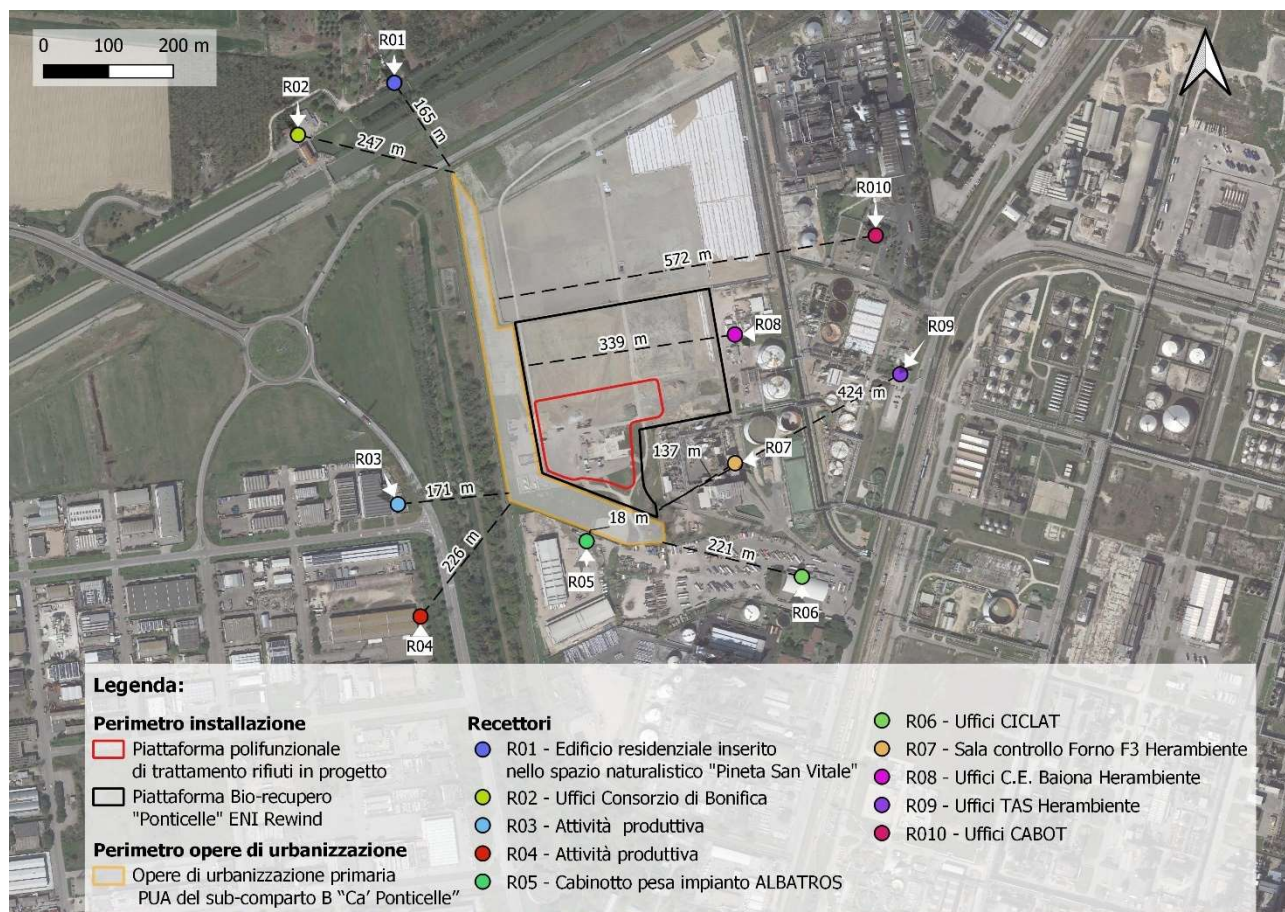 0 100 200 m
R01
R02
165 m
247 m
R010
572 m
R08
339 m
R09
424 m
R07
137 m
R03
171 m
18 m
226 m
221 m
R05
R06
R04
Legenda:
Perimetro installazione
Piattaforma polifunzionale
di trattamento rifiuti in progetto
Piattaforma Bio-recupero
"Ponticelle" ENI Rewind
Perimetro opere di urbanizzazione
Opere di urbanizzazione primaria
PUA del sub-comparto B “Ca’ Ponticelle”
Recettori
R01 - Edificio residenziale inserito
nello spazio naturalistico "Pineta San Vitale"
R02 - Uffici Consorzio di Bonifica
R03 - Attività produttiva
R04 - Attività produttiva
R05 - Cabinotto pesa impianto ALBATROS
R06 - Uffici CICLAT
R07 - Sala controllo Forno F3 Herambiente
R08 - Uffici C.E. Baiona Herambiente
R09 - Uffici TAS Herambiente
R010 - Uffici CABOT